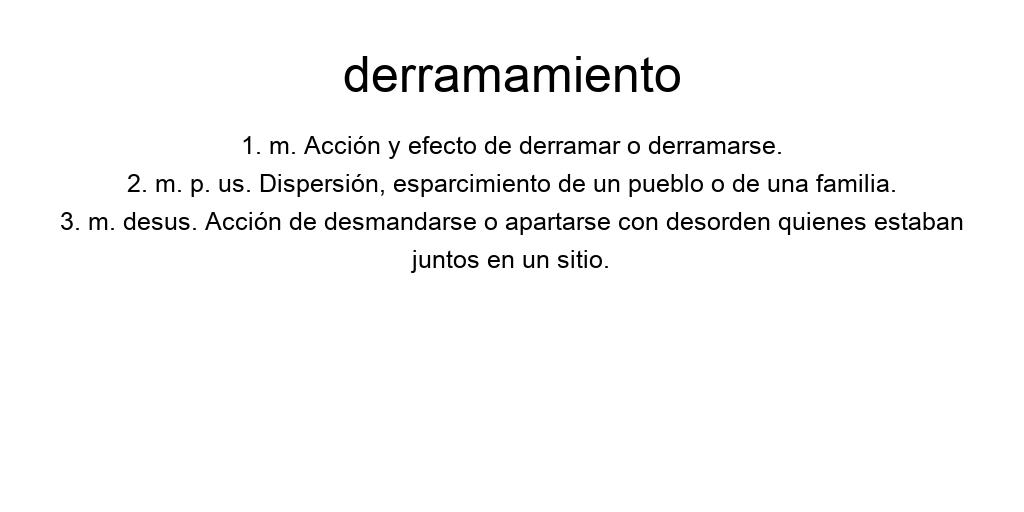 derramamiento
1. m. Acción y efecto de derramar o derramarse.
2. m. p. us. Dispersión, esparcimiento de un pueblo o de una familia.
3. m. desus. Acción de desmandarse o apartarse con desorden quienes estaban
juntos en un sitio.